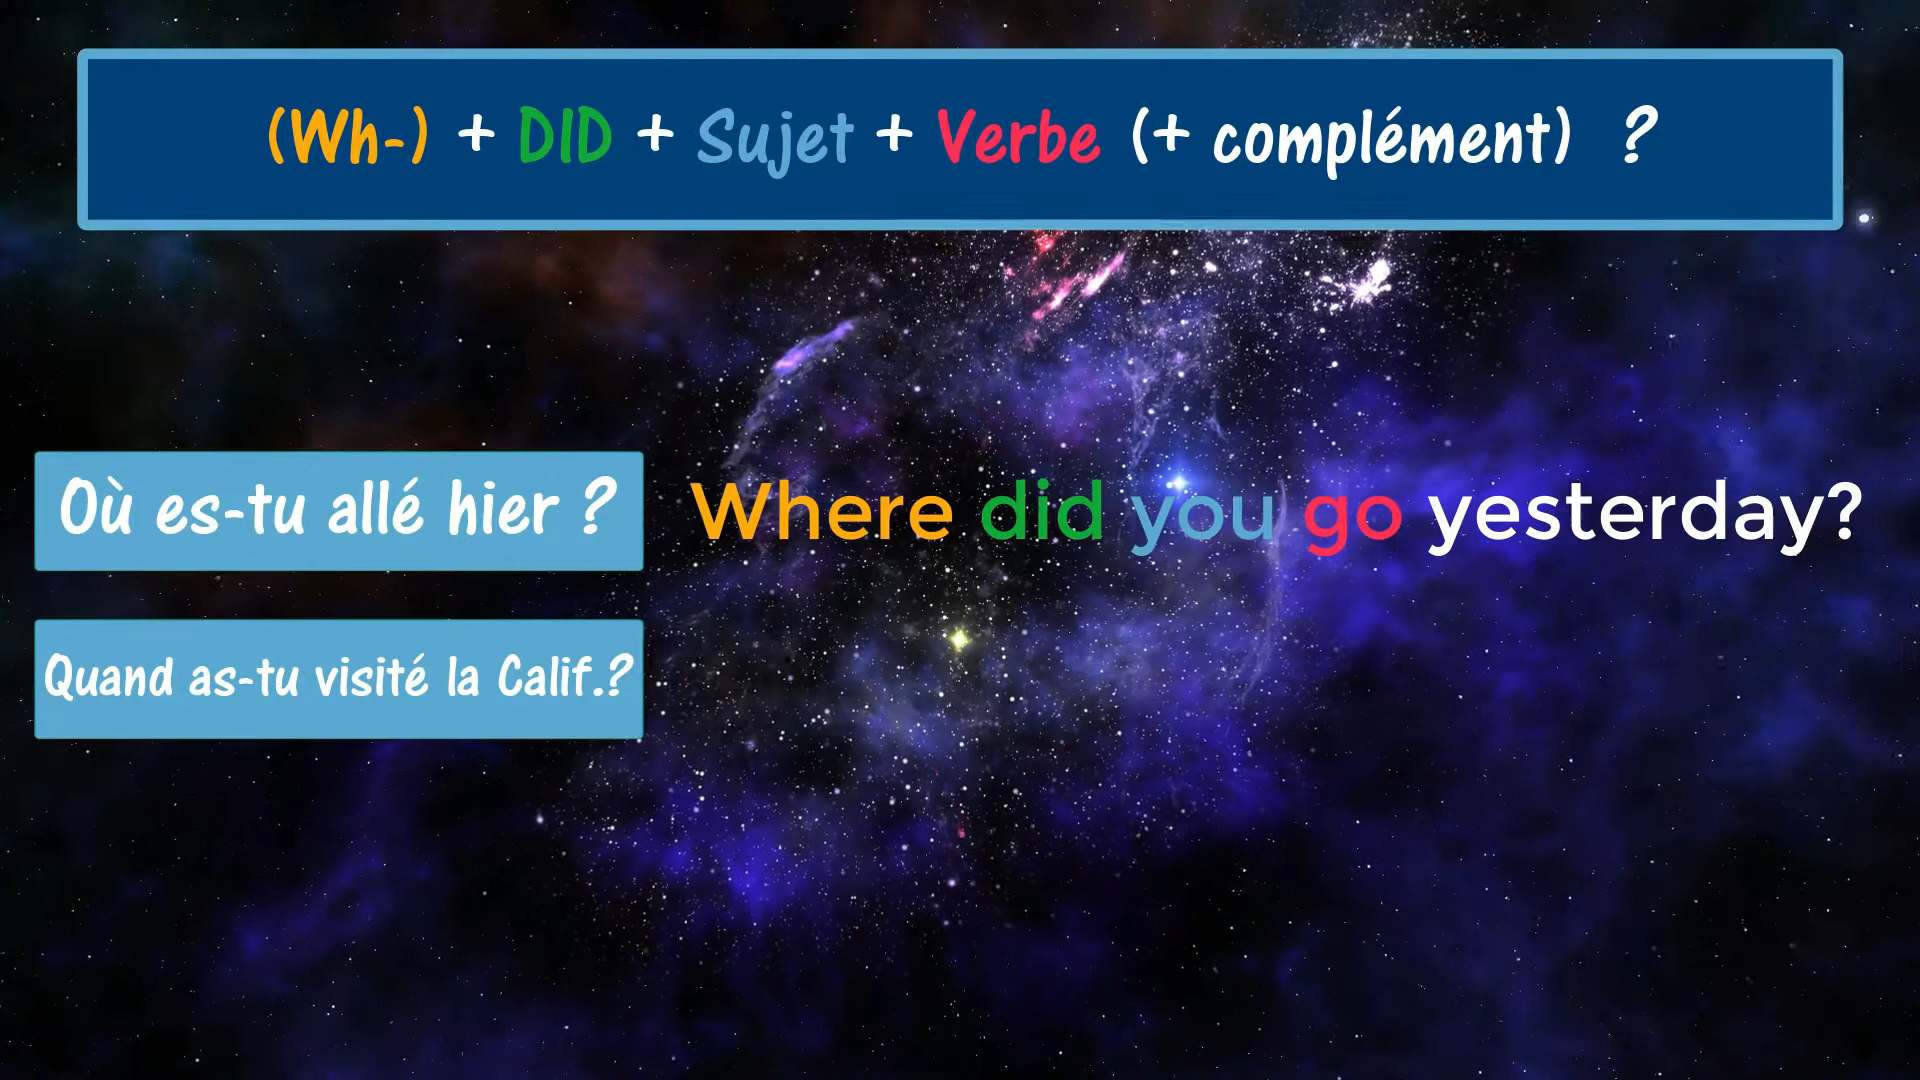 (Wh-) + DID + Sujet + Verbe (+ complément) ?
Où es-tu allé hier ? Where did you go yesterday?
Quand as-tu visité la Calif.?